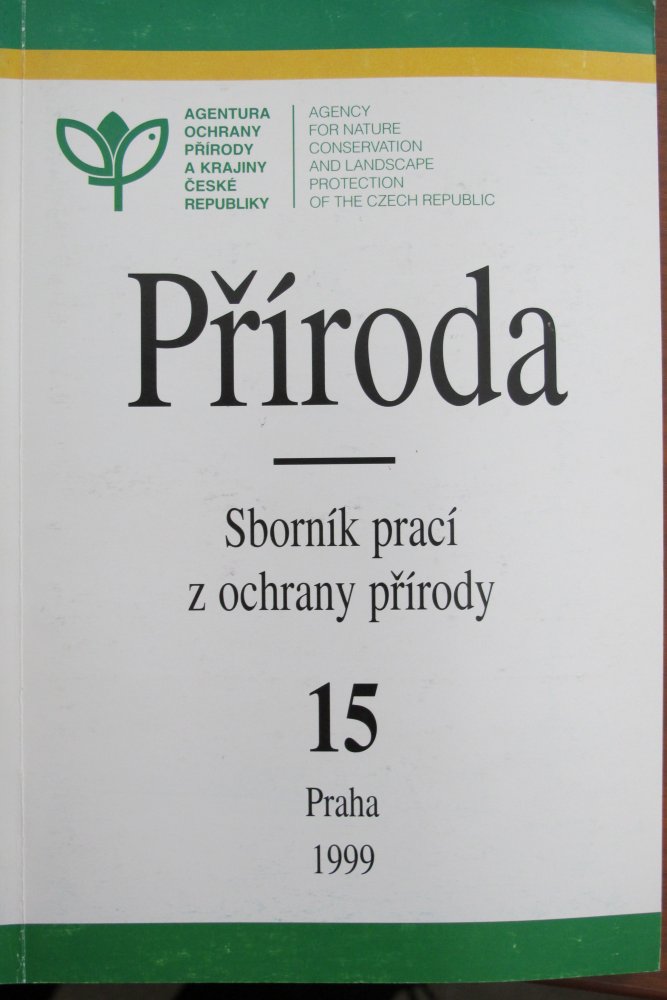 AGENTURA
OCHRANY
PŘÍRODY
A KRAJINY
ČESKÉ
REPUBLIKY
AGENCY
FOR NATURE
CONSERVATION
AND LANDSCAPE
PROTECTION
OF THE CZECH REPUBLIC
Příroda
Sborník prací
z ochrany přírody
15
Praha
1999